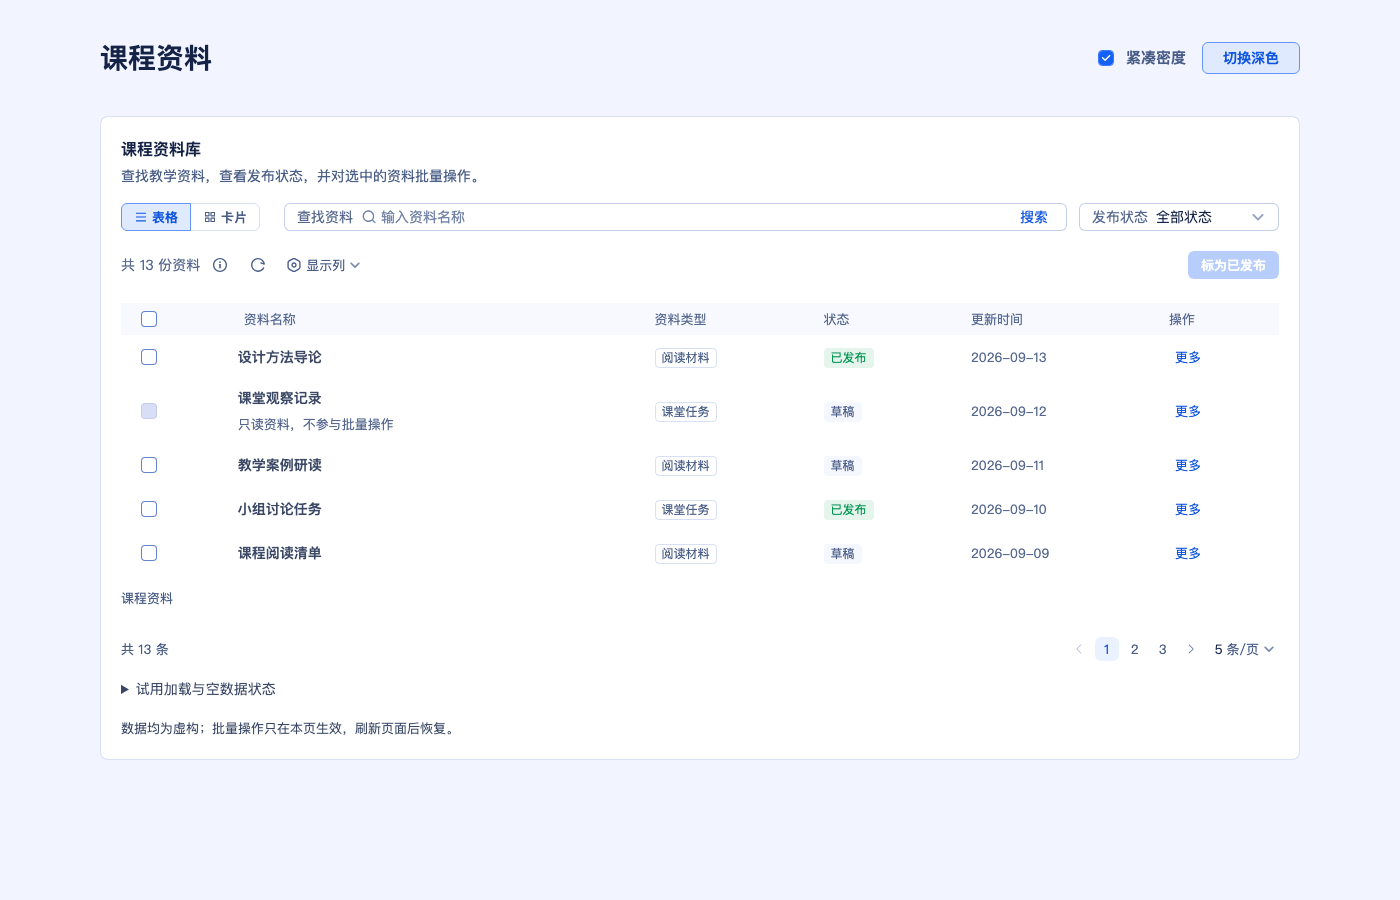 课程资料
紧凑密度 切换深色
课程资料库
查找教学资料，查看发布状态，并对选中的资料批量操作。
表格 卡片 查找资料 输入资料名称 搜索 发布状态 全部状态
共 13 份资料 显示列 标为已发布
资料名称 资料类型 状态 更新时间 操作
设计方法导论 阅读材料 已发布 2026-09-13 更多
课堂观察记录
只读资料，不参与批量操作 课堂任务 草稿 2026-09-12 更多
教学案例研读 阅读材料 草稿 2026-09-11 更多
小组讨论任务 课堂任务 已发布 2026-09-10 更多
课程阅读清单 阅读材料 草稿 2026-09-09 更多
课程资料
共 13 条 1 2 3 5 条/页
试用加载与空数据状态
数据均为虚构；批量操作只在本页生效，刷新页面后恢复。